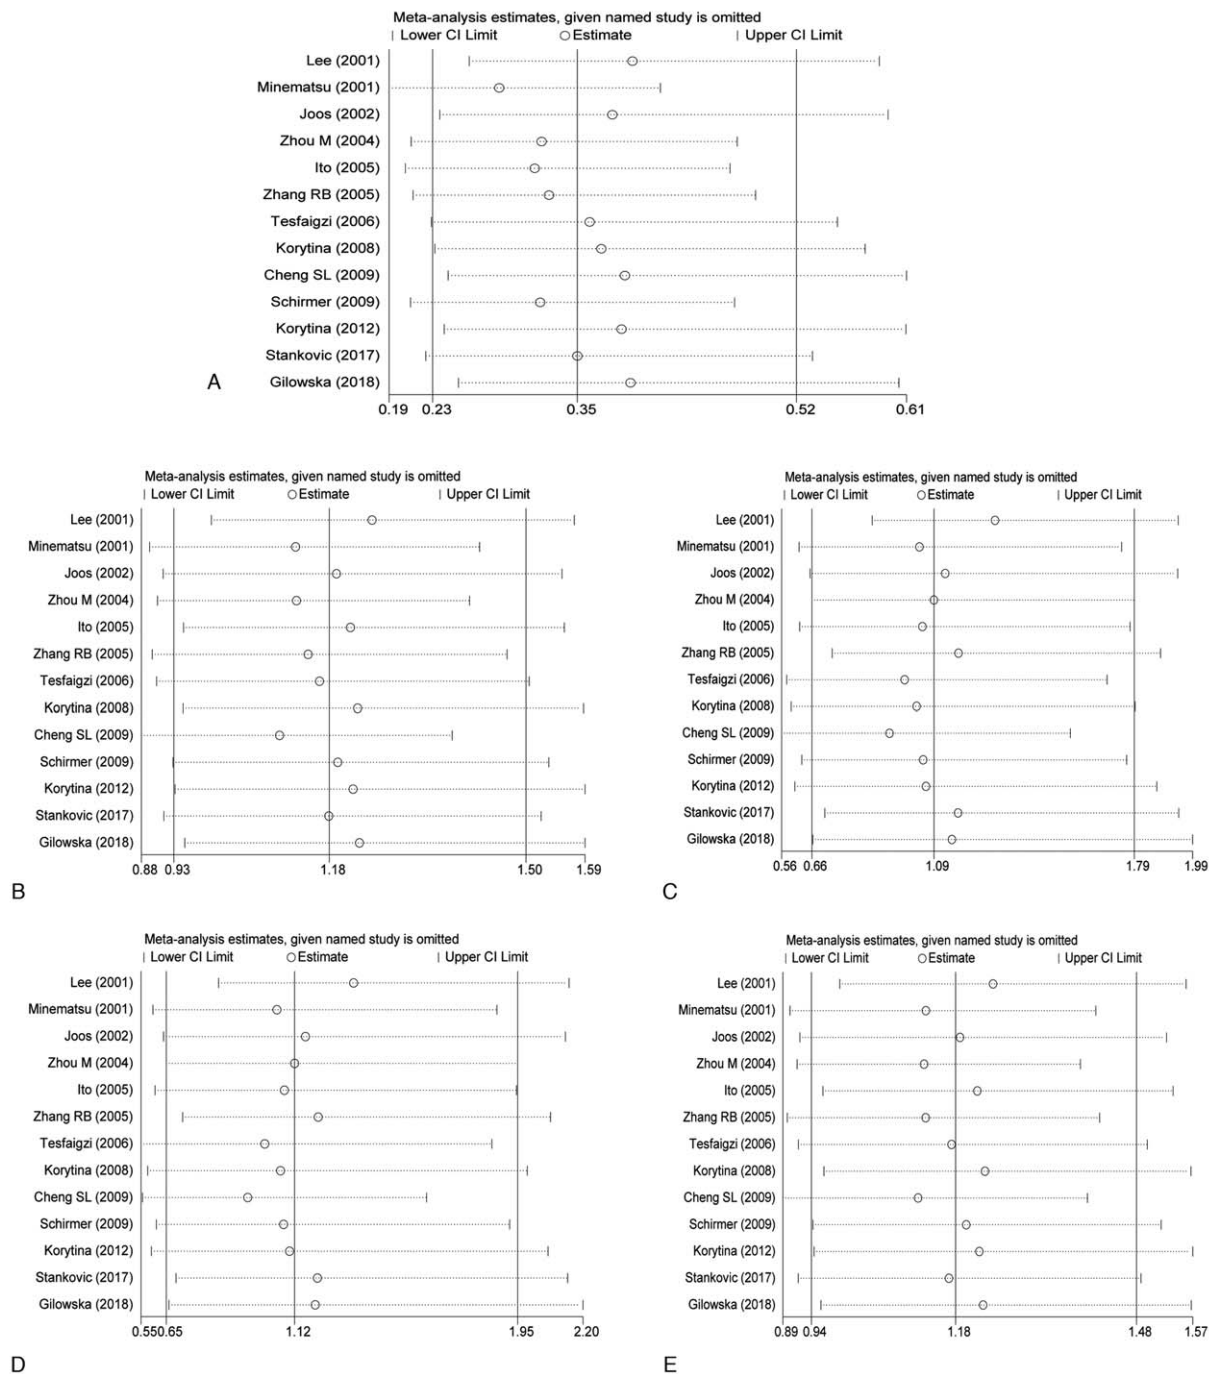 Meta-analysis estimates, given named study is omitted
Lower CI Limit Estimate Upper CI Limit
Lee (2001)
Minematsu (2001)
Joos (2002)
Zhou M (2004)
Ito (2005)
Zhang RB (2005)
Tesfaigzi (2006)
Korytina (2008)
Cheng SL (2009)
Schirmer (2009)
Korytina (2012)
Stankovic (2017)
Gilowska (2018)
0.19 0.23 0.35 0.52 0.61
A
Meta-analysis estimates, given named study is omitted
Lower CI Limit Estimate Upper CI Limit
Lee (2001)
Minematsu (2001)
Joos (2002)
Zhou M (2004)
Ito (2005)
Zhang RB (2005)
Tesfaigzi (2006)
Korytina (2008)
Cheng SL (2009)
Schirmer (2009)
Korytina (2012)
Stankovic (2017)
Gilowska (2018)
0.88 0.93 1.18 1.50 1.59
B
Meta-analysis estimates, given named study is omitted
Lower CI Limit Estimate Upper CI Limit
Lee (2001)
Minematsu (2001)
Joos (2002)
Zhou M (2004)
Ito (2005)
Zhang RB (2005)
Tesfaigzi (2006)
Korytina (2008)
Cheng SL (2009)
Schirmer (2009)
Korytina (2012)
Stankovic (2017)
Gilowska (2018)
0.56 0.66 1.09 1.79 1.99
C
Meta-analysis estimates, given named study is omitted
Lower CI Limit Estimate Upper CI Limit
Lee (2001)
Minematsu (2001)
Joos (2002)
Zhou M (2004)
Ito (2005)
Zhang RB (2005)
Tesfaigzi (2006)
Korytina (2008)
Cheng SL (2009)
Schirmer (2009)
Korytina (2012)
Stankovic (2017)
Gilowska (2018)
0.55 0.65 1.12 1.95 2.20
D
Meta-analysis estimates, given named study is omitted
Lower CI Limit Estimate Upper CI Limit
Lee (2001)
Minematsu (2001)
Joos (2002)
Zhou M (2004)
Ito (2005)
Zhang RB (2005)
Tesfaigzi (2006)
Korytina (2008)
Cheng SL (2009)
Schirmer (2009)
Korytina (2012)
Stankovic (2017)
Gilowska (2018)
0.89 0.94 1.18 1.48 1.57
E